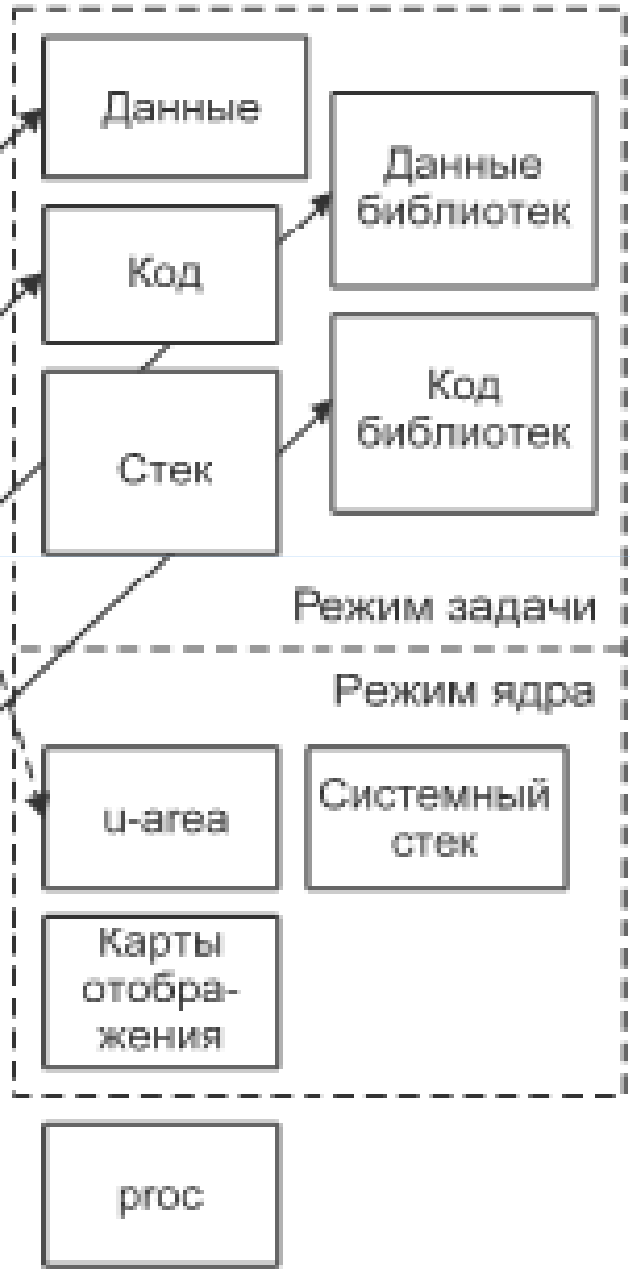 Данные
Данные
библиотек
Код
Код
библиотек
Стек
Режим задачи
Режим ядра
u-area
Системный
стек
Карты
отобра-
жения
proc